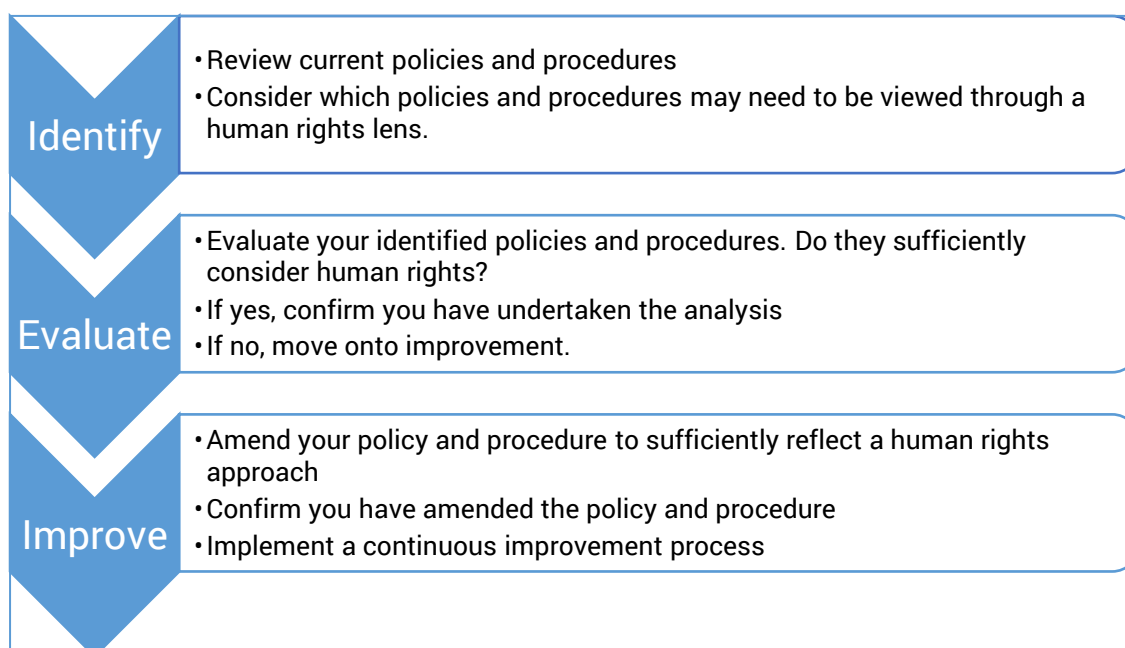 Identify
•Review current policies and procedures
•Consider which policies and procedures may need to be viewed through a
human rights lens.
Evaluate
•Evaluate your identified policies and procedures. Do they sufficiently
consider human rights?
•If yes, confirm you have undertaken the analysis
•If no, move onto improvement.
Improve
•Amend your policy and procedure to sufficiently reflect a human rights
approach
•Confirm you have amended the policy and procedure
•Implement a continuous improvement process